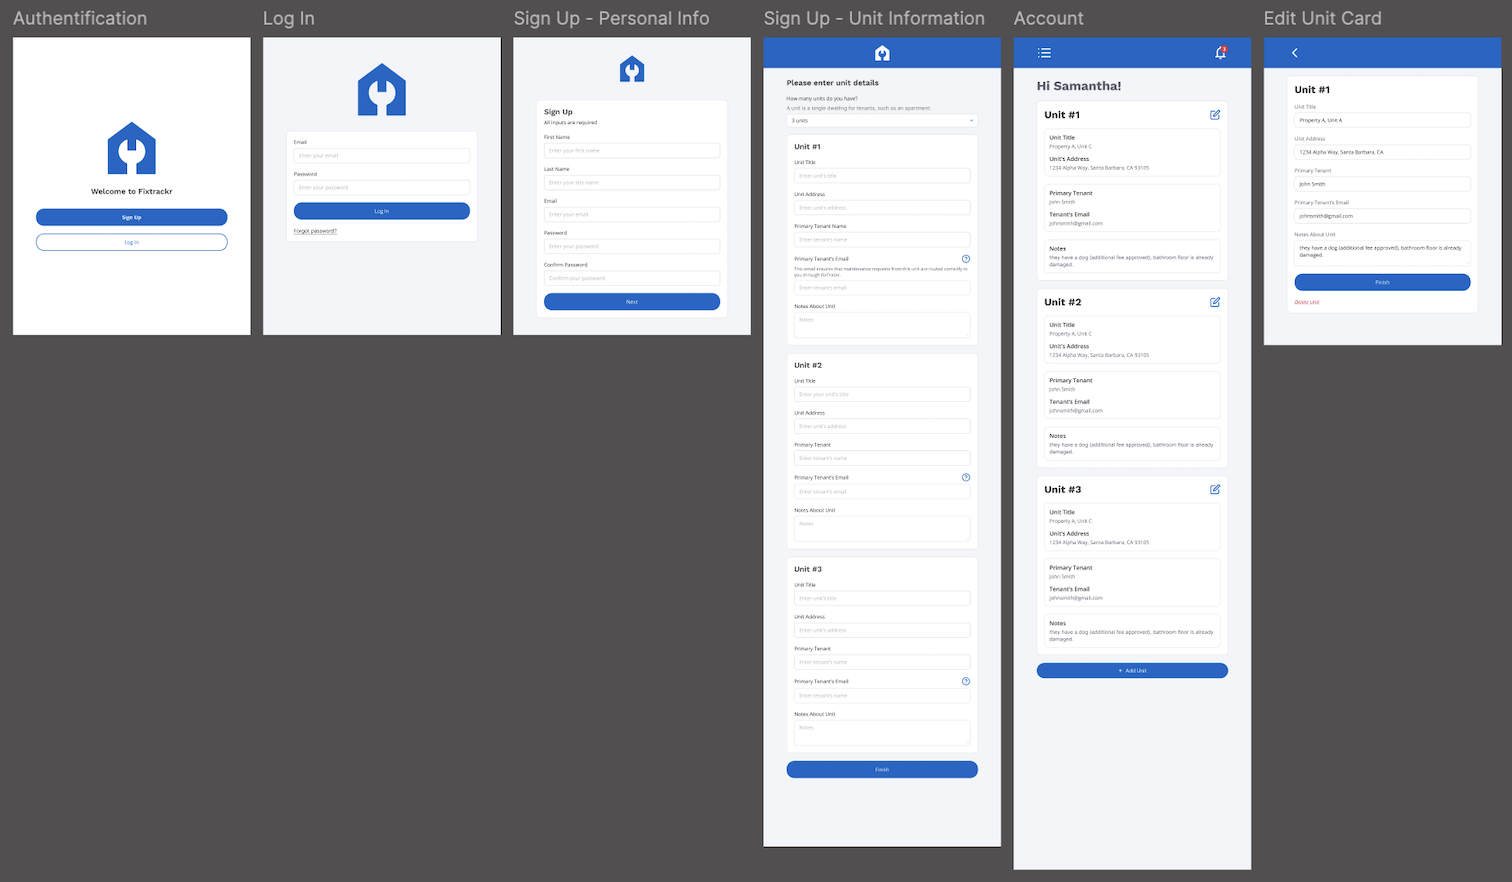 Authentification
Welcome to Fixtrackr
Sign Up
Log In
Log In
Email
Enter your email
Password
Enter your password
Log In
Forgot password?
Sign Up - Personal Info
Sign Up
All inputs are required
First Name
Enter your first name
Last Name
Enter your last name
Email
Enter your email
Password
Enter your password
Confirm Password
Confirm your password
Next
Sign Up - Unit Information
Please enter unit details
How many units do you have?
A unit is a single dwelling for tenants, such as an apartment.
3 units
Unit #1
Unit Title
Enter unit's title
Unit Address
Enter unit's address
Primary Tenant Name
Enter tenant's name
Primary Tenant's Email
This email ensures that maintenance requests from this unit are routed correctly to
you through FixTrackr.
Enter tenant's email
Notes About Unit
Notes
Unit #2
Unit Title
Enter your unit's title
Unit Address
Enter unit's address
Primary Tenant
Enter tenant's name
Primary Tenant's Email
Enter tenant's email
Notes About Unit
Notes
Unit #3
Unit Title
Enter unit's title
Unit Address
Enter unit's address
Primary Tenant
Enter tenant's name
Primary Tenant's Email
Enter tenant's name
Notes About Unit
Notes
Finish
Account
Hi Samantha!
Unit #1
Unit Title
Property A, Unit C
Unit's Address
1234 Alpha Way, Santa Barbara, CA 93105
Primary Tenant
John Smith
Tenant's Email
johnsmith@gmail.com
Notes
they have a dog (additional fee approved), bathroom floor is already
damaged.
Unit #2
Unit Title
Property A, Unit C
Unit's Address
1234 Alpha Way, Santa Barbara, CA 93105
Primary Tenant
John Smith
Tenant's Email
johnsmith@gmail.com
Notes
they have a dog (additional fee approved), bathroom floor is already
damaged.
Unit #3
Unit Title
Property A, Unit C
Unit's Address
1234 Alpha Way, Santa Barbara, CA 93105
Primary Tenant
John Smith
Tenant's Email
johnsmith@gmail.com
Notes
they have a dog (additional fee approved), bathroom floor is already
damaged.
+ Add Unit
Edit Unit Card
Unit #1
Unit Title
Property A, Unit A
Unit Address
1234 Alpha Way, Santa Barbara, CA
Primary Tenant
John Smith
Primary Tenant's Email
johnsmith@gmail.com
Notes About Unit
they have a dog (additional fee approved), bathroom floor is already
damaged.
Finish
Delete Unit